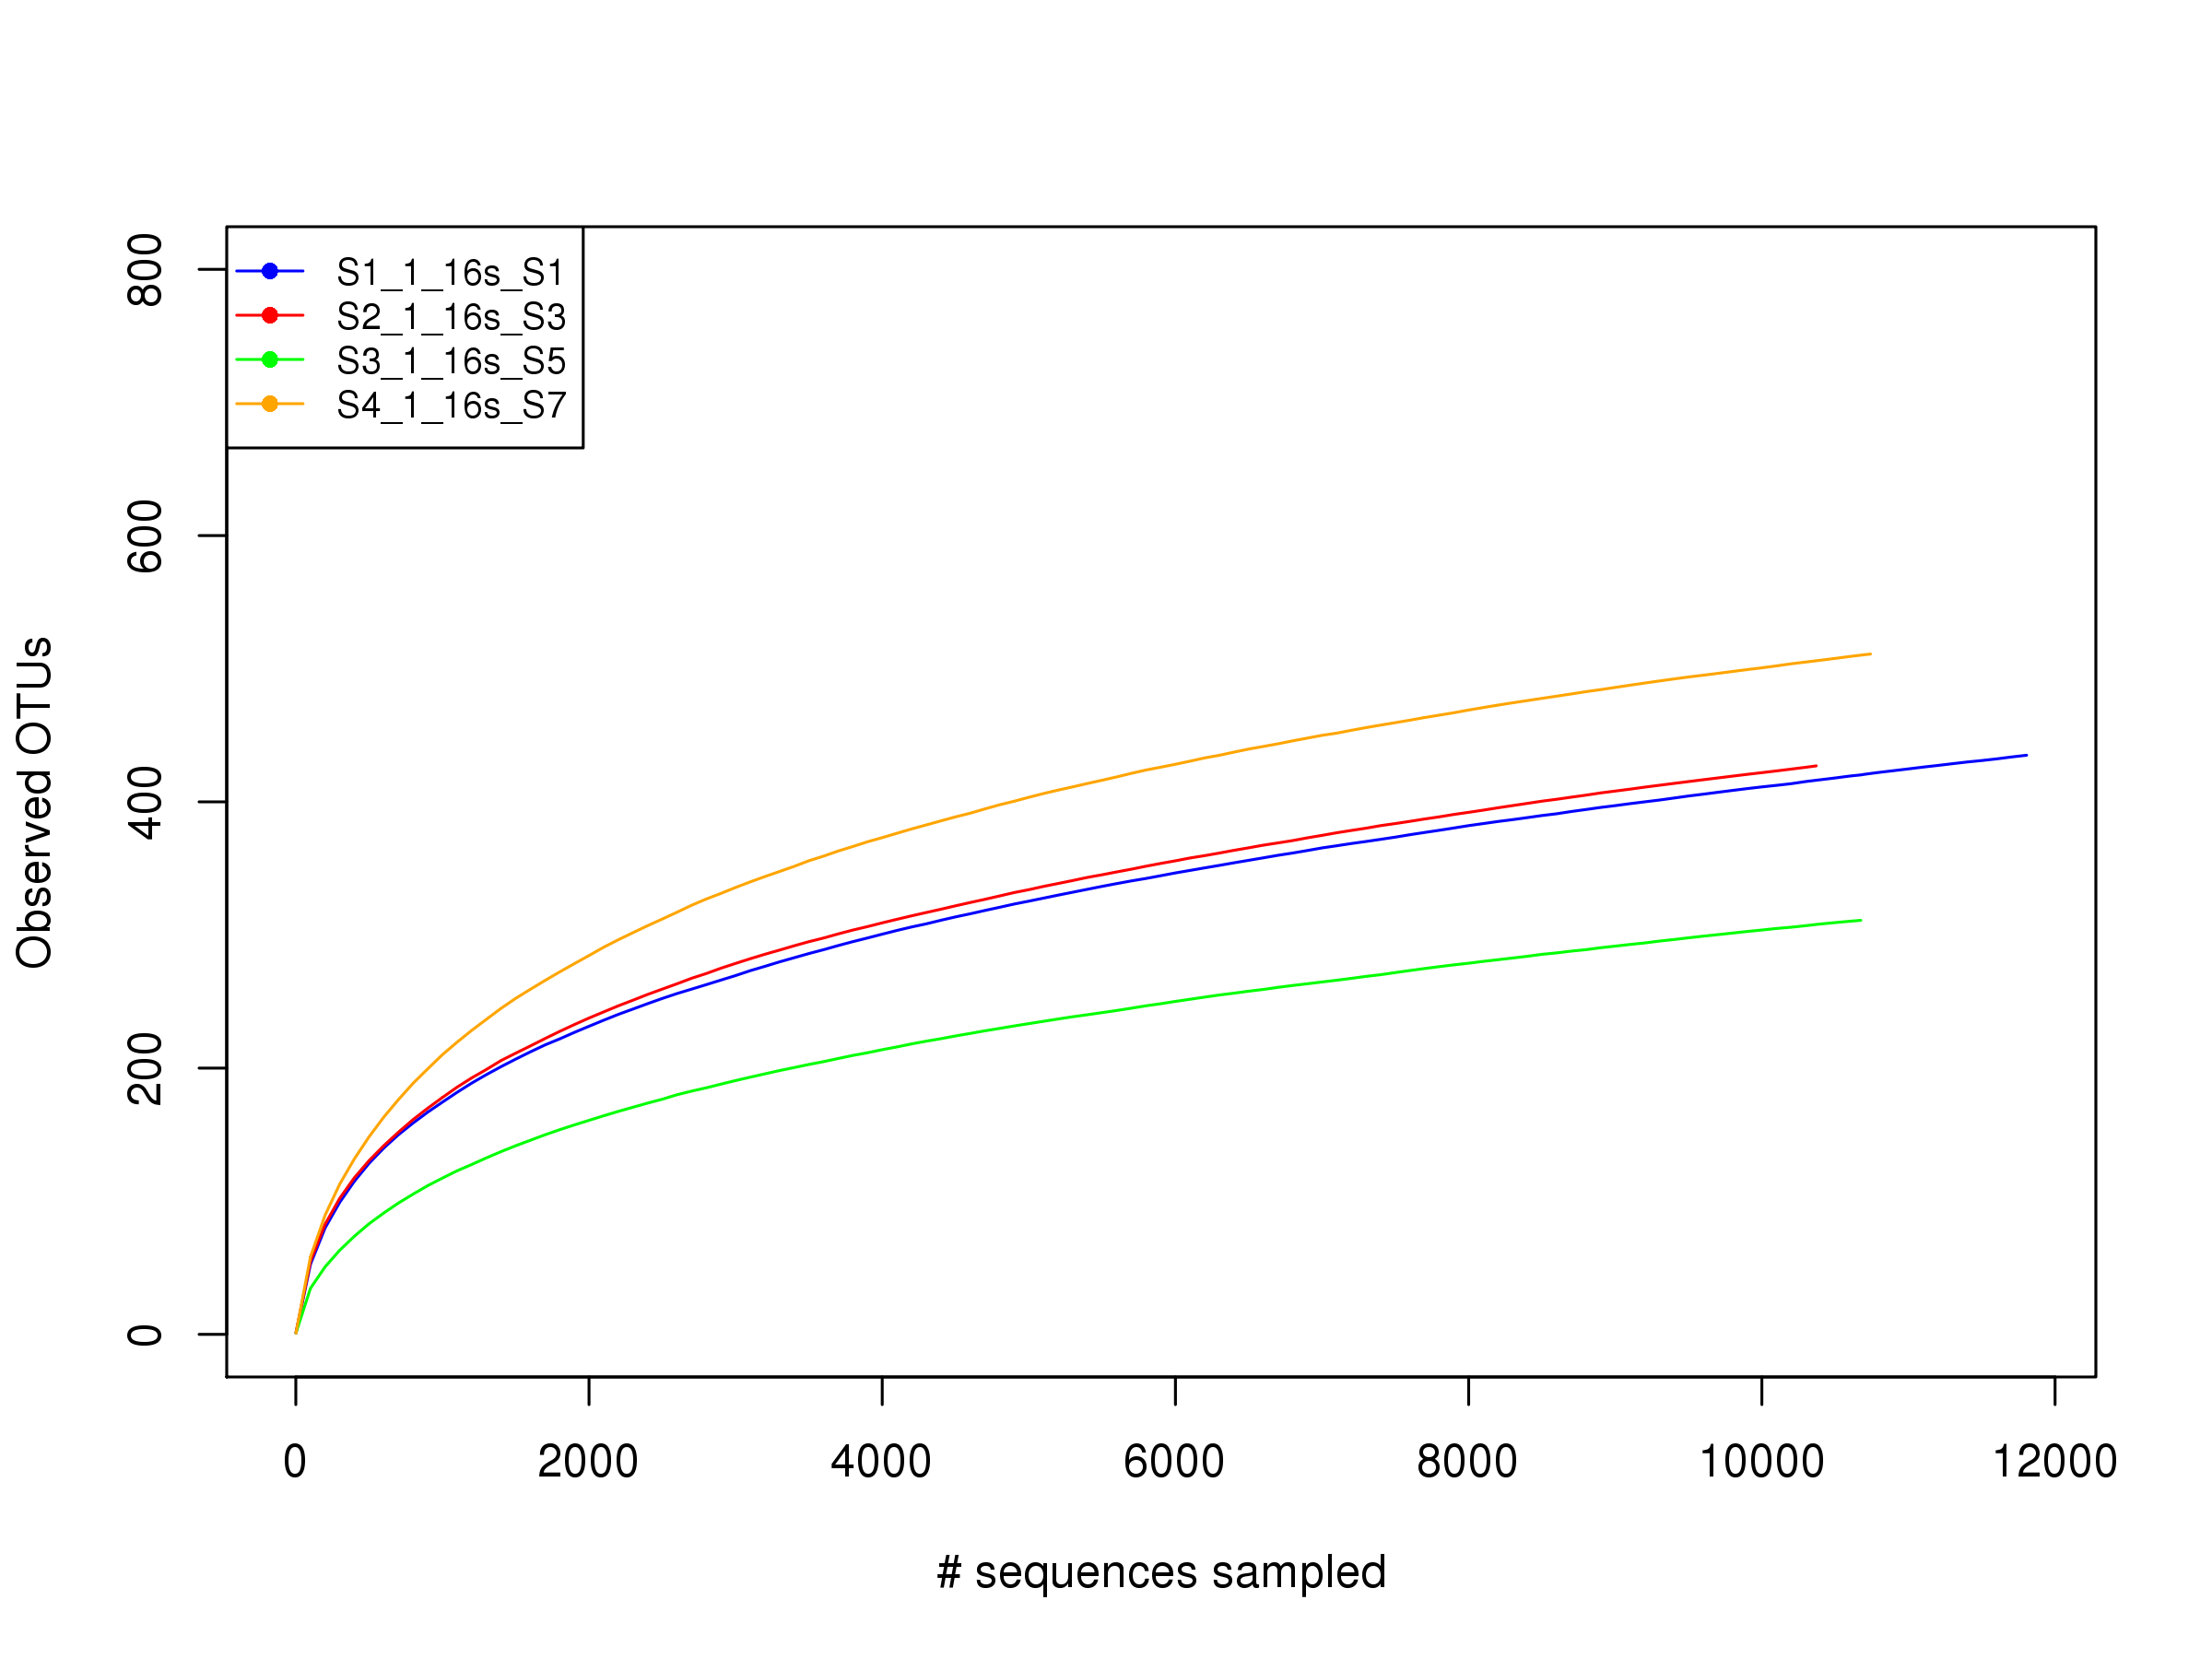 S1_1_16s_S1
S2_1_16s_S3
S3_1_16s_S5
S4_1_16s_S7
800
600
400
200
0
Observed OTUs
0 2000 4000 6000 8000 10000 12000
# sequences sampled